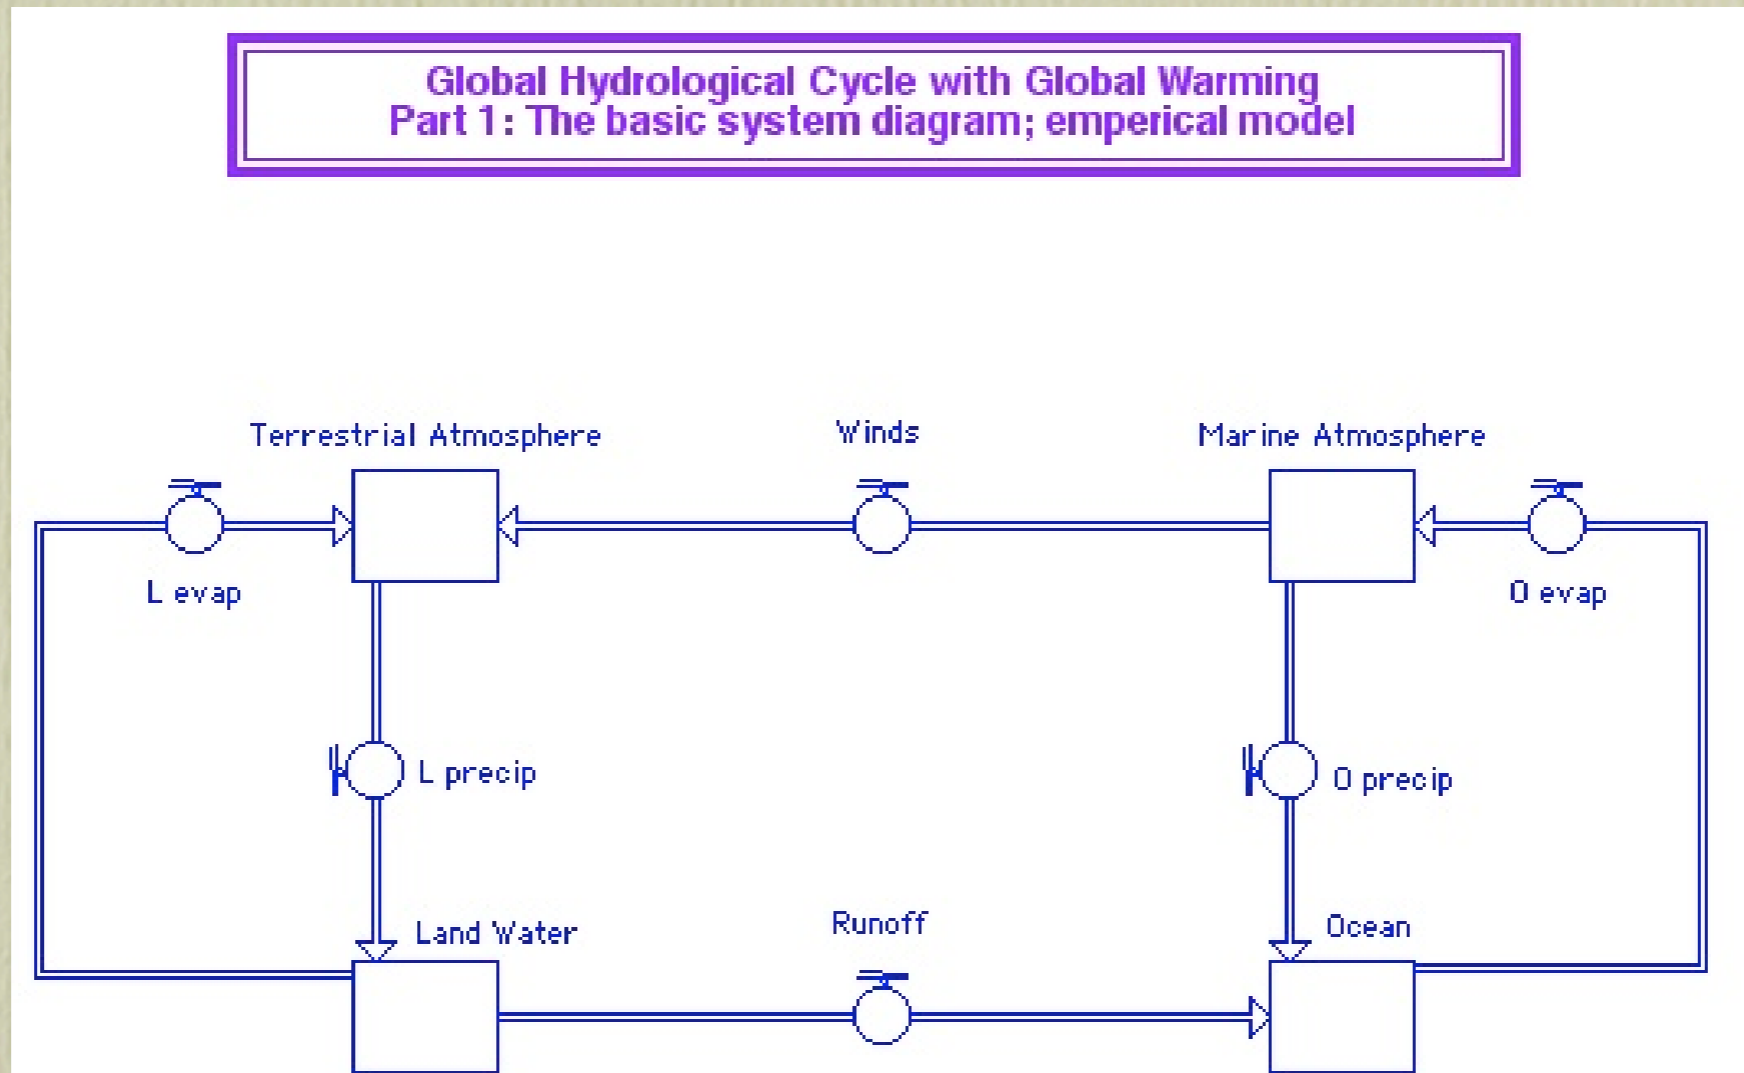 Global Hydrological Cycle with Global Warming
Part 1: The basic system diagram; emperical model
Terrestrial Atmosphere
Winds
Marine Atmosphere
L evap
O evap
L precip
O precip
Land Water
Runoff
Ocean